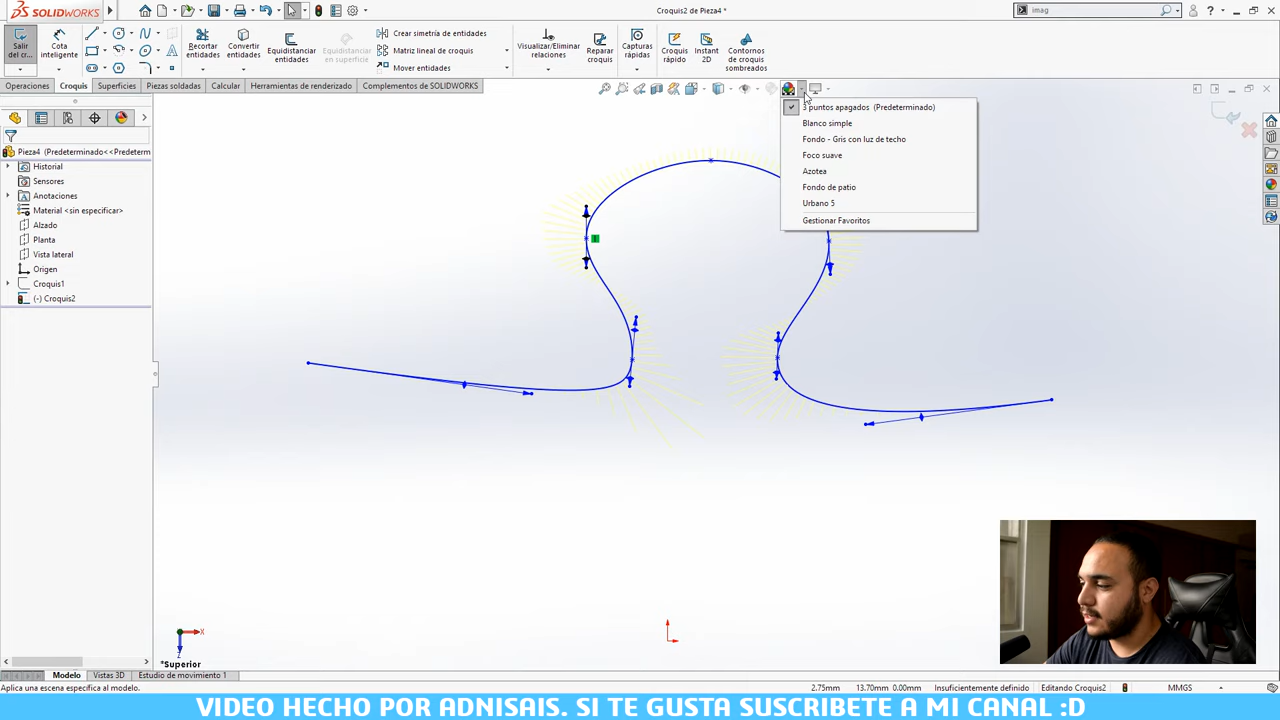 SOLIDWORKS
Croquis2 de Pieza4 *
imag
Salir del cr...
Cota inteligente
Recortar entidades
Convertir entidades
Equidistanciar entidades
Equidistanciar en superficie
Crear simetría de entidades
Matriz lineal de croquis
Mover entidades
Visualizar/Eliminar relaciones
Reparar croquis
Capturas rápidas
Croquis rápido
Instant 2D
Contornos de croquis sombreados
Operaciones
Croquis
Superficies
Piezas soldadas
Calcular
Herramientas de renderizado
Complementos de SOLIDWORKS
Pieza4 (Predeterminado<<Predeterm
Historial
Sensores
Anotaciones
Material <sin especificar>
Alzado
Planta
Vista lateral
Origen
Croquis1
(-) Croquis2
3 puntos apagados (Predeterminado)
Blanco simple
Fondo - Gris con luz de techo
Foco suave
Azotea
Fondo de patio
Urbano 5
Gestionar Favoritos
X
Z
*Superior
Modelo
Vistas 3D
Estudio de movimiento 1
Aplica una escena específica al modelo.
2.75mm
13.70mm 0.00mm
Insuficientemente definido
Editando Croquis2
MMGS
VIDEO HECHO POR ADNISAIS. SI TE GUSTA SUSCRIBETE A MI CANAL :D